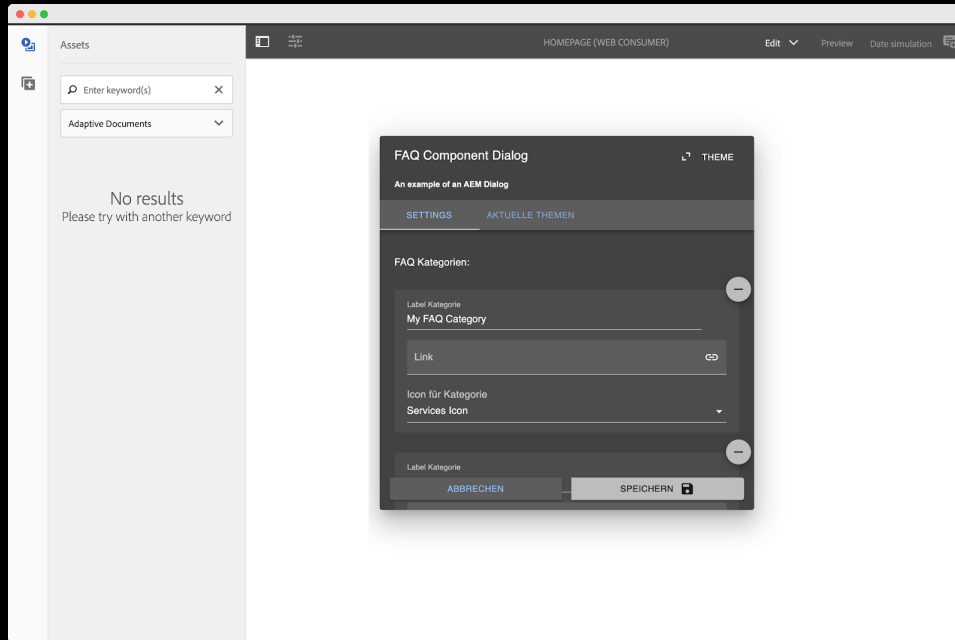 Assets
HOMEPAGE (WEB CONSUMER)
Edit
Preview
Date simulation
Enter keyword(s)
Adaptive Documents
No results
Please try with another keyword
FAQ Component Dialog
THEME
An example of an AEM Dialog
SETTINGS
AKTUELLE THEMEN
FAQ Kategorien:
Label Kategorie
My FAQ Category
Link
Icon für Kategorie
Services Icon
Label Kategorie
ABBRECHEN
SPEICHERN